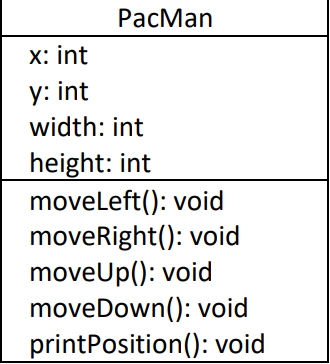 PacMan
x: int
y: int
width: int
height: int
moveLeft(): void
moveRight(): void
moveUp(): void
moveDown(): void
printPosition(): void